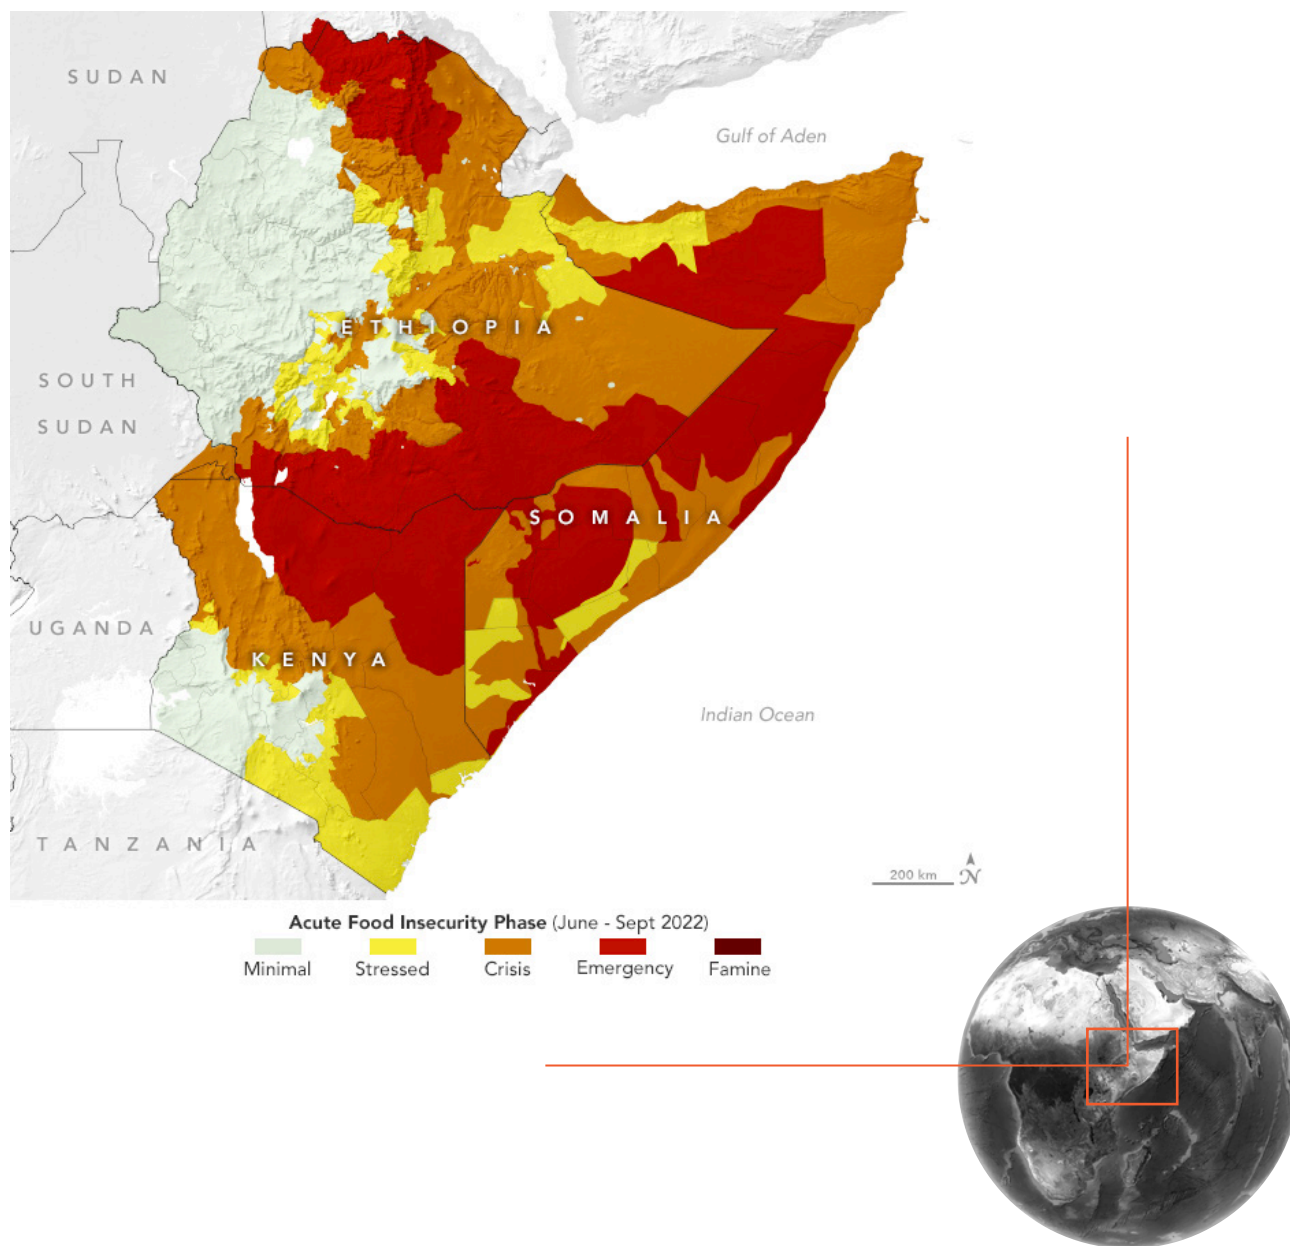 SUDAN
Gulf of Aden
ETHIOPIA
SOUTH
SUDAN
SOMALIA
UGANDA
KENYA
Indian Ocean
TANZANIA
200 km
N
Acute Food Insecurity Phase (June - Sept 2022)
Minimal Stressed Crisis Emergency Famine